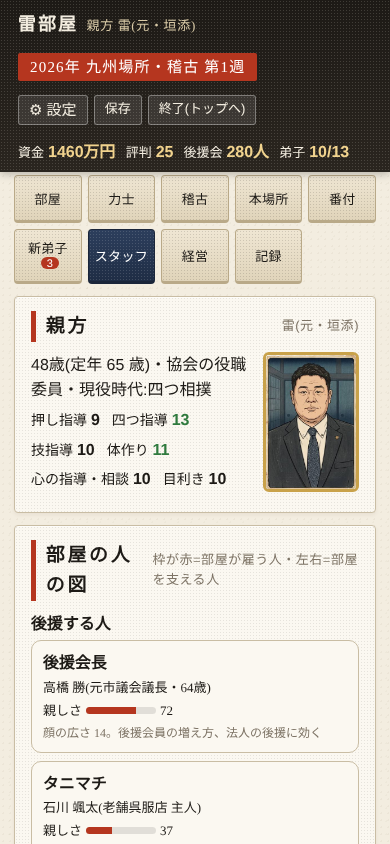 雷部屋 親方 雷(元・垣添)
2026年 九州場所・稽古 第1週
⚙ 設定 保存 終了(トップへ)
資金 1460万円 評判 25 後援会 280人 弟子 10/13
部屋 力士 稽古 本場所 番付
新弟子 3 スタッフ 経営 記録
親方 雷(元・垣添)
48歳(定年 65 歳)・協会の役職
委員・現役時代:四つ相撲
押し指導 9 四つ指導 13
技指導 10 体作り 11
心の指導・相談 10 目利き 10
部屋の人の図
枠が赤=部屋が雇う人・左右=部屋を支える人
後援する人
後援会長
高橋 勝(元市議会議長・64歳)
親しさ 72
顔の広さ 14。後援会員の増え方、法人の後援に効く
タニマチ
石川 颯太(老舗呉服店 主人)
親しさ 37